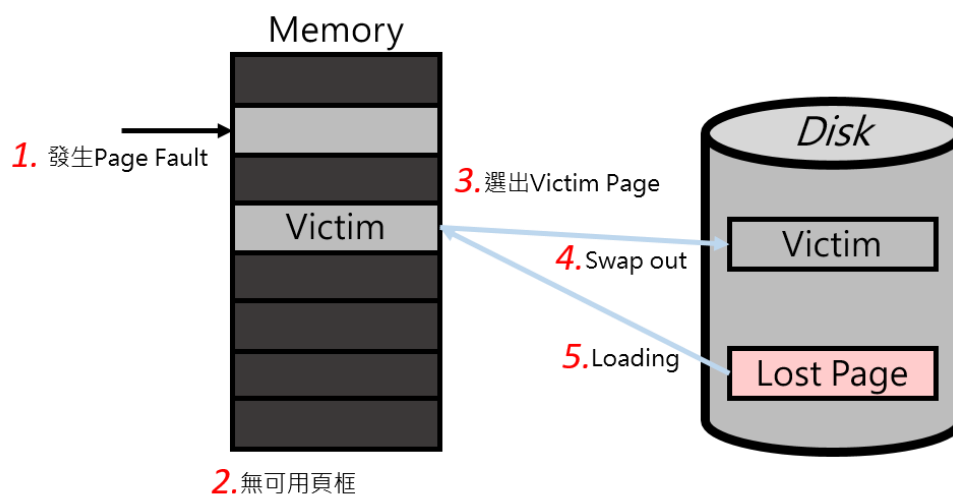 Memory
Disk
1. 發生Page Fault
3.選出Victim Page
Victim
Victim
4.Swap out
5.Loading
Lost Page
2.無可用頁框